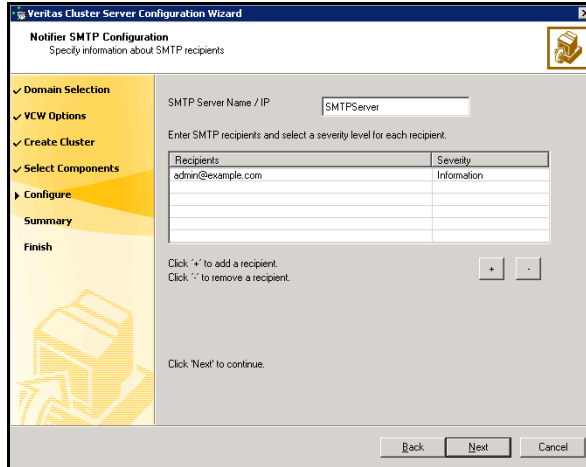 Veritas Cluster Server Configuration Wizard
Notifier SMTP Configuration
Specify information about SMTP recipients
Domain Selection
VCW Options
Create Cluster
Select Components
Configure
Summary
Finish
SMTP Server Name / IP
SMTPServer
Enter SMTP recipients and select a severity level for each recipient.
Recipients Severity
admin@example.com Information
Click '+' to add a recipient.
Click '-' to remove a recipient.
+ -
Click 'Next' to continue.
Back Next Cancel